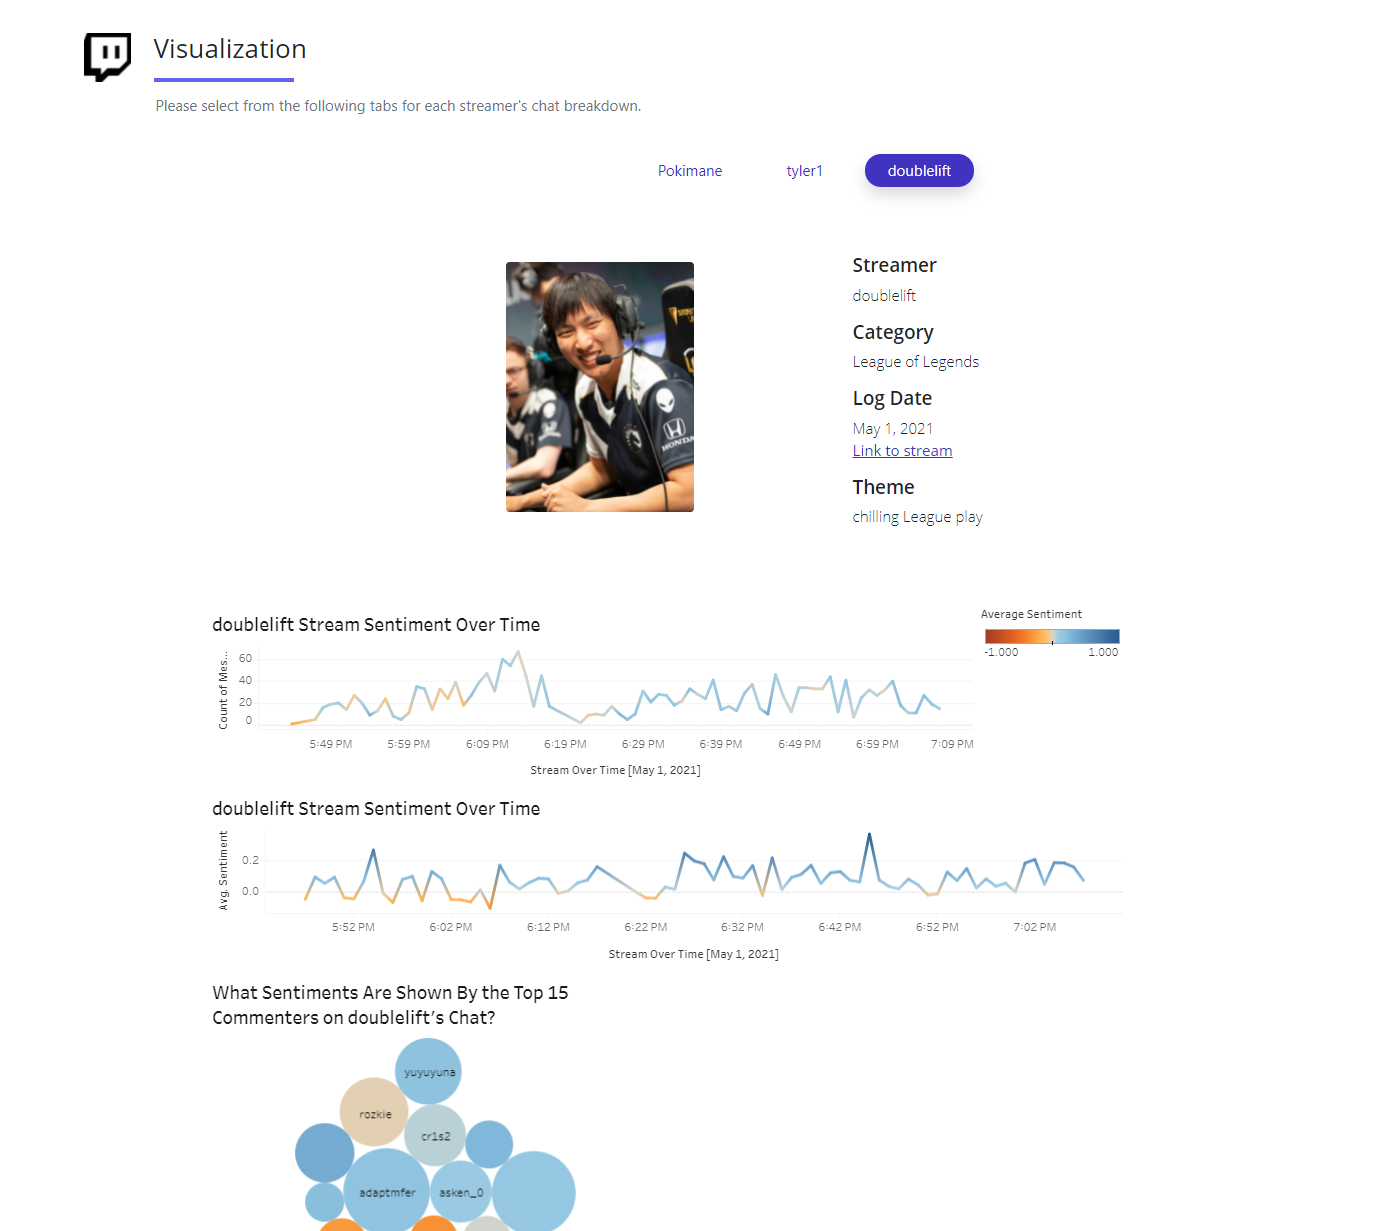 Visualization
Please select from the following tabs for each streamer's chat breakdown.
Pokimane tyler1 doublelift
Streamer
doublelift
Category
League of Legends
Log Date
May 1, 2021
Link to stream
Theme
chilling League play
HONDA
doublelift Stream Sentiment Over Time
Average Sentiment
-1.000 1.000
Count of Mes...
60
40
20
0
5:49 PM 5:59 PM 6:09 PM 6:19 PM 6:29 PM 6:39 PM 6:49 PM 6:59 PM 7:09 PM
Stream Over Time [May 1, 2021]
doublelift Stream Sentiment Over Time
Avg. Sentiment
0.2
0.0
5:52 PM 6:02 PM 6:12 PM 6:22 PM 6:32 PM 6:42 PM 6:52 PM 7:02 PM
Stream Over Time [May 1, 2021]
What Sentiments Are Shown By the Top 15
Commenters on doublelift’s Chat?
yuyuyuna
rozkie
cr1s2
adaptmfer
asken_0